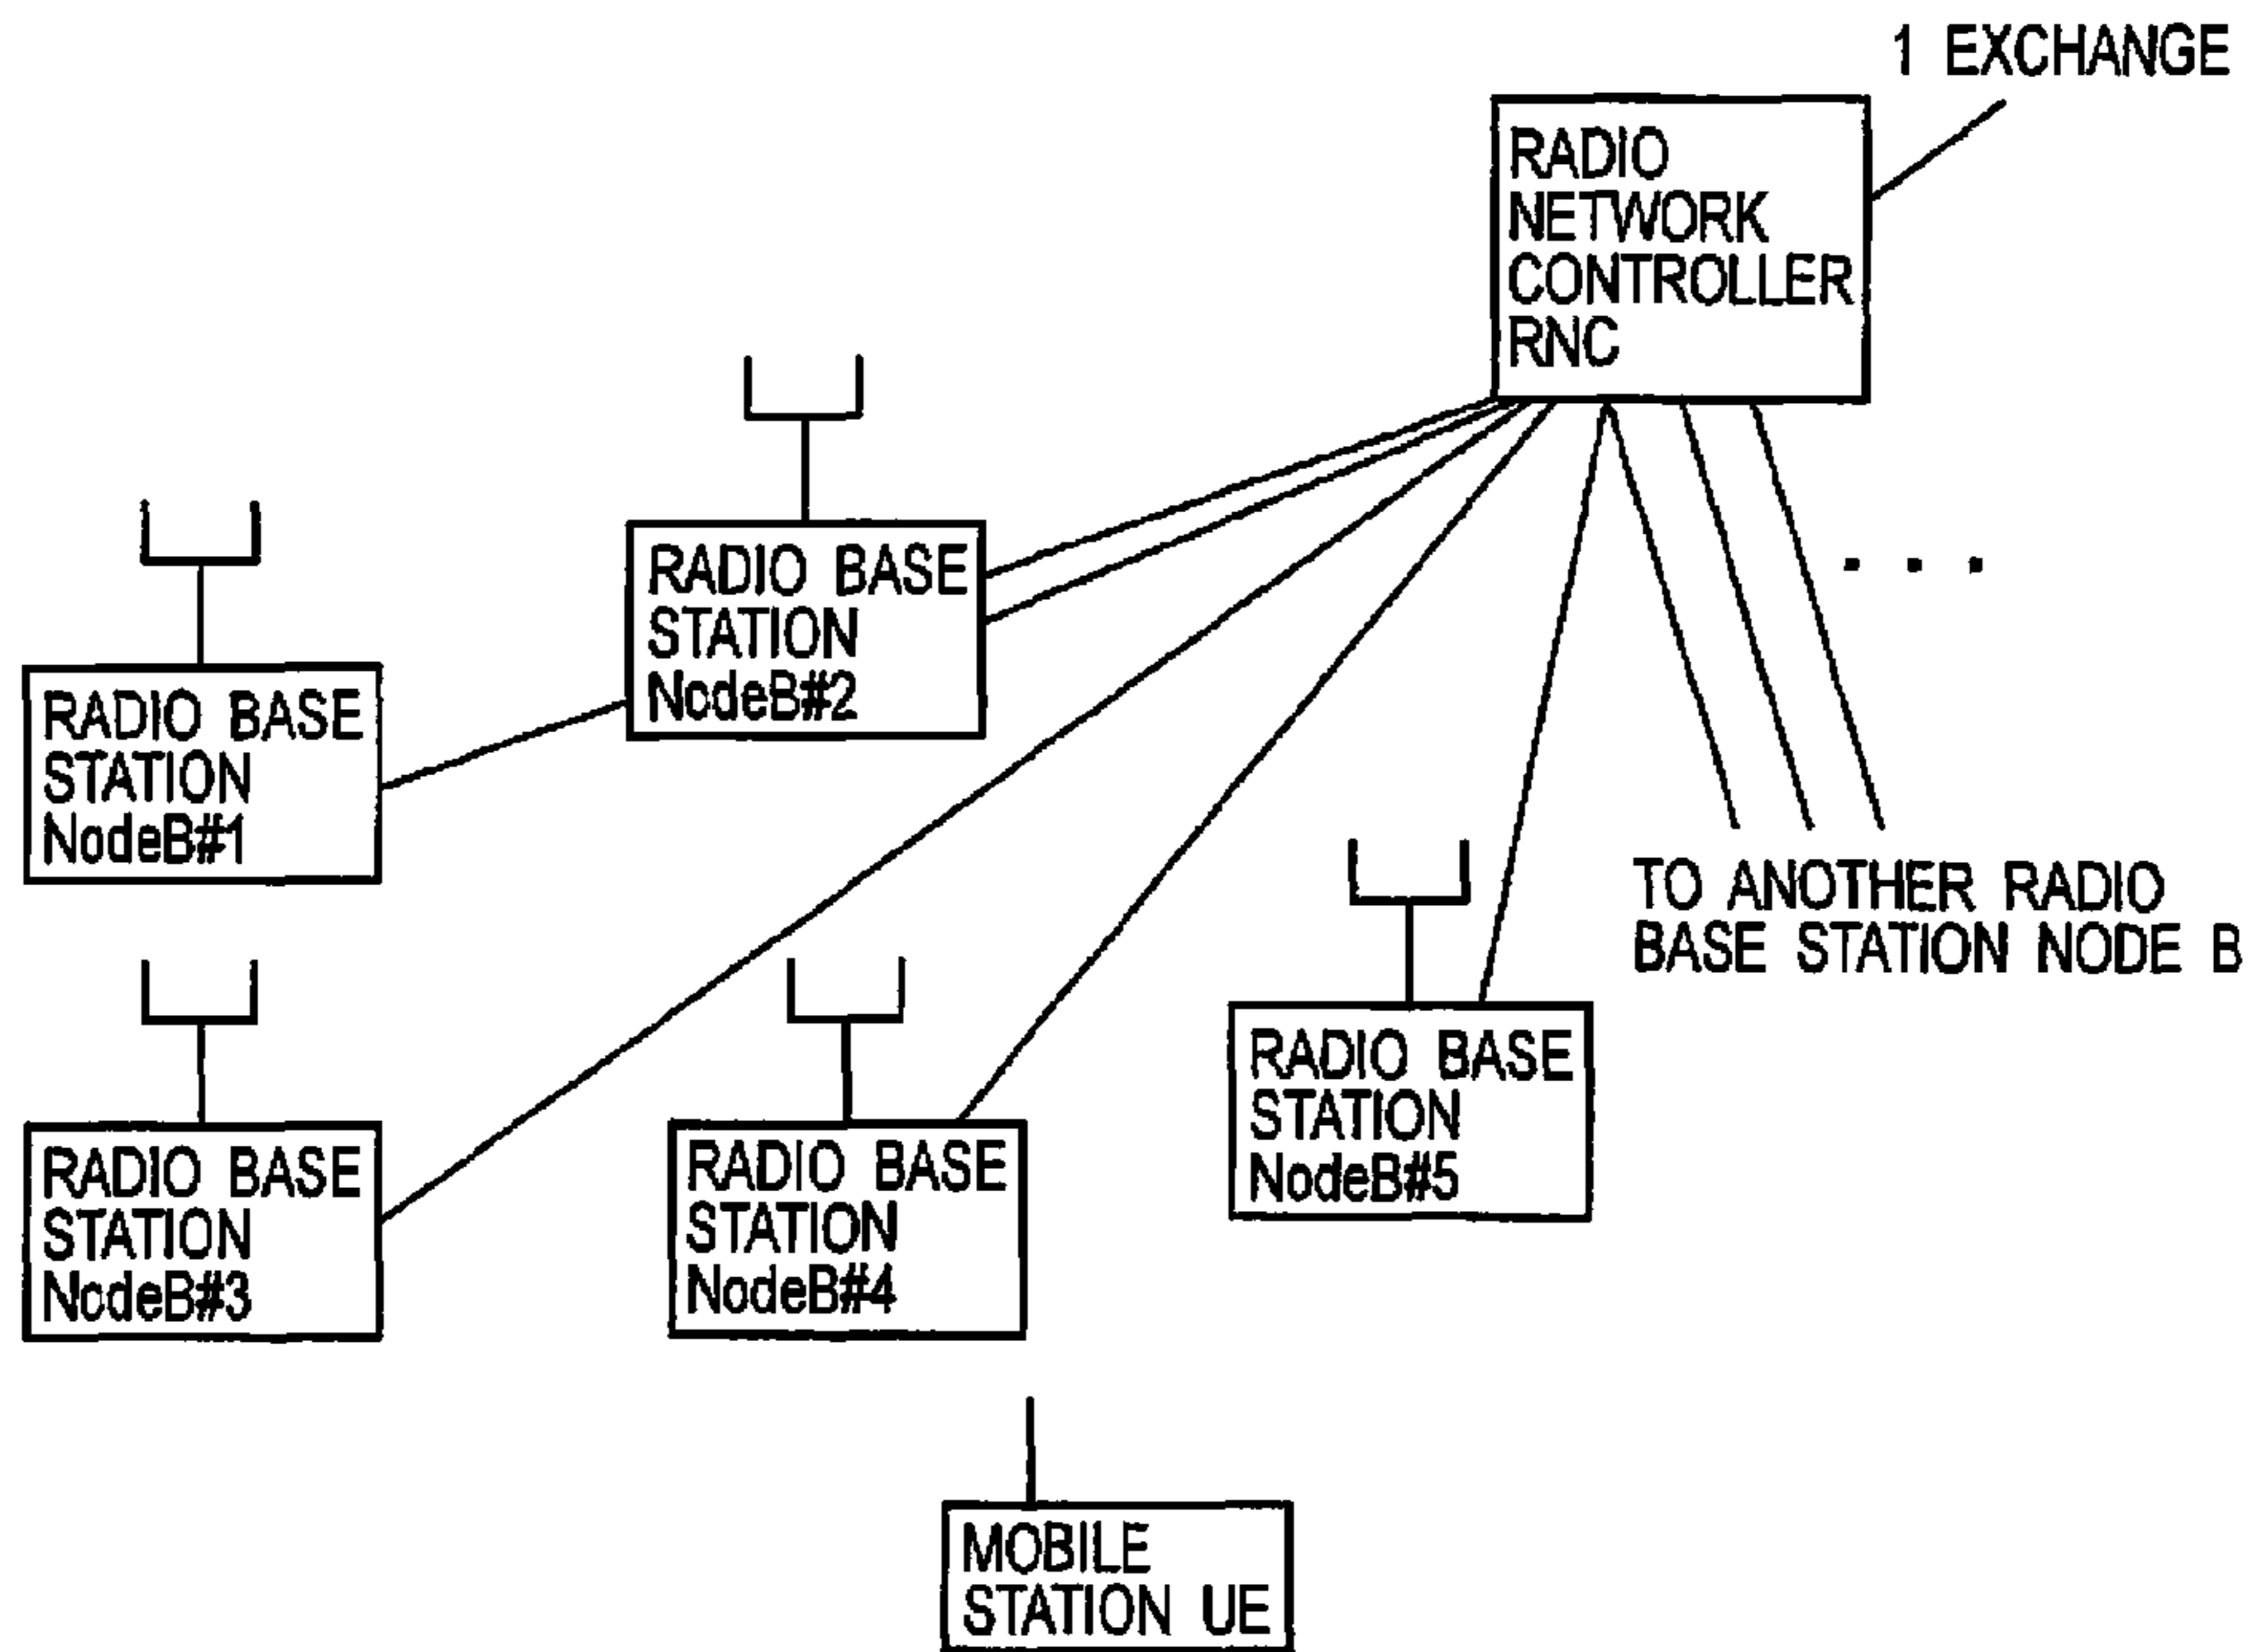 1 EXCHANGE
RADIO
NETWORK
CONTROLLER
RNC
RADIO BASE
STATION
NodeB#2
RADIO BASE
STATION
NodeB#1
TO ANOTHER RADIO
BASE STATION NODE B
RADIO BASE
STATION
NodeB#5
RADIO BASE
STATION
NodeB#3
RADIO BASE
STATION
NodeB#4
MOBILE
STATION UE